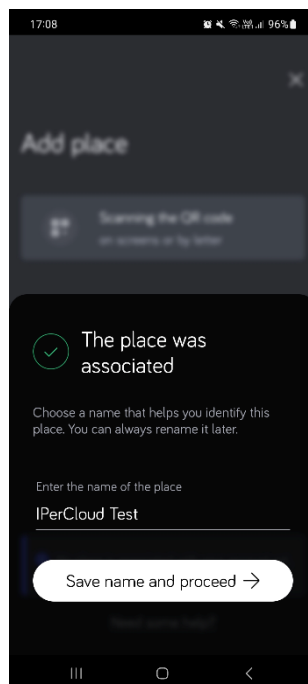 17:08
96%
Add place
Scanning the QR code
on screens or by letter
The place was
associated
Choose a name that helps you identify this
place. You can always rename it later.
Enter the name of the place
IPerCloud Test
Save name and proceed →
Need some help?